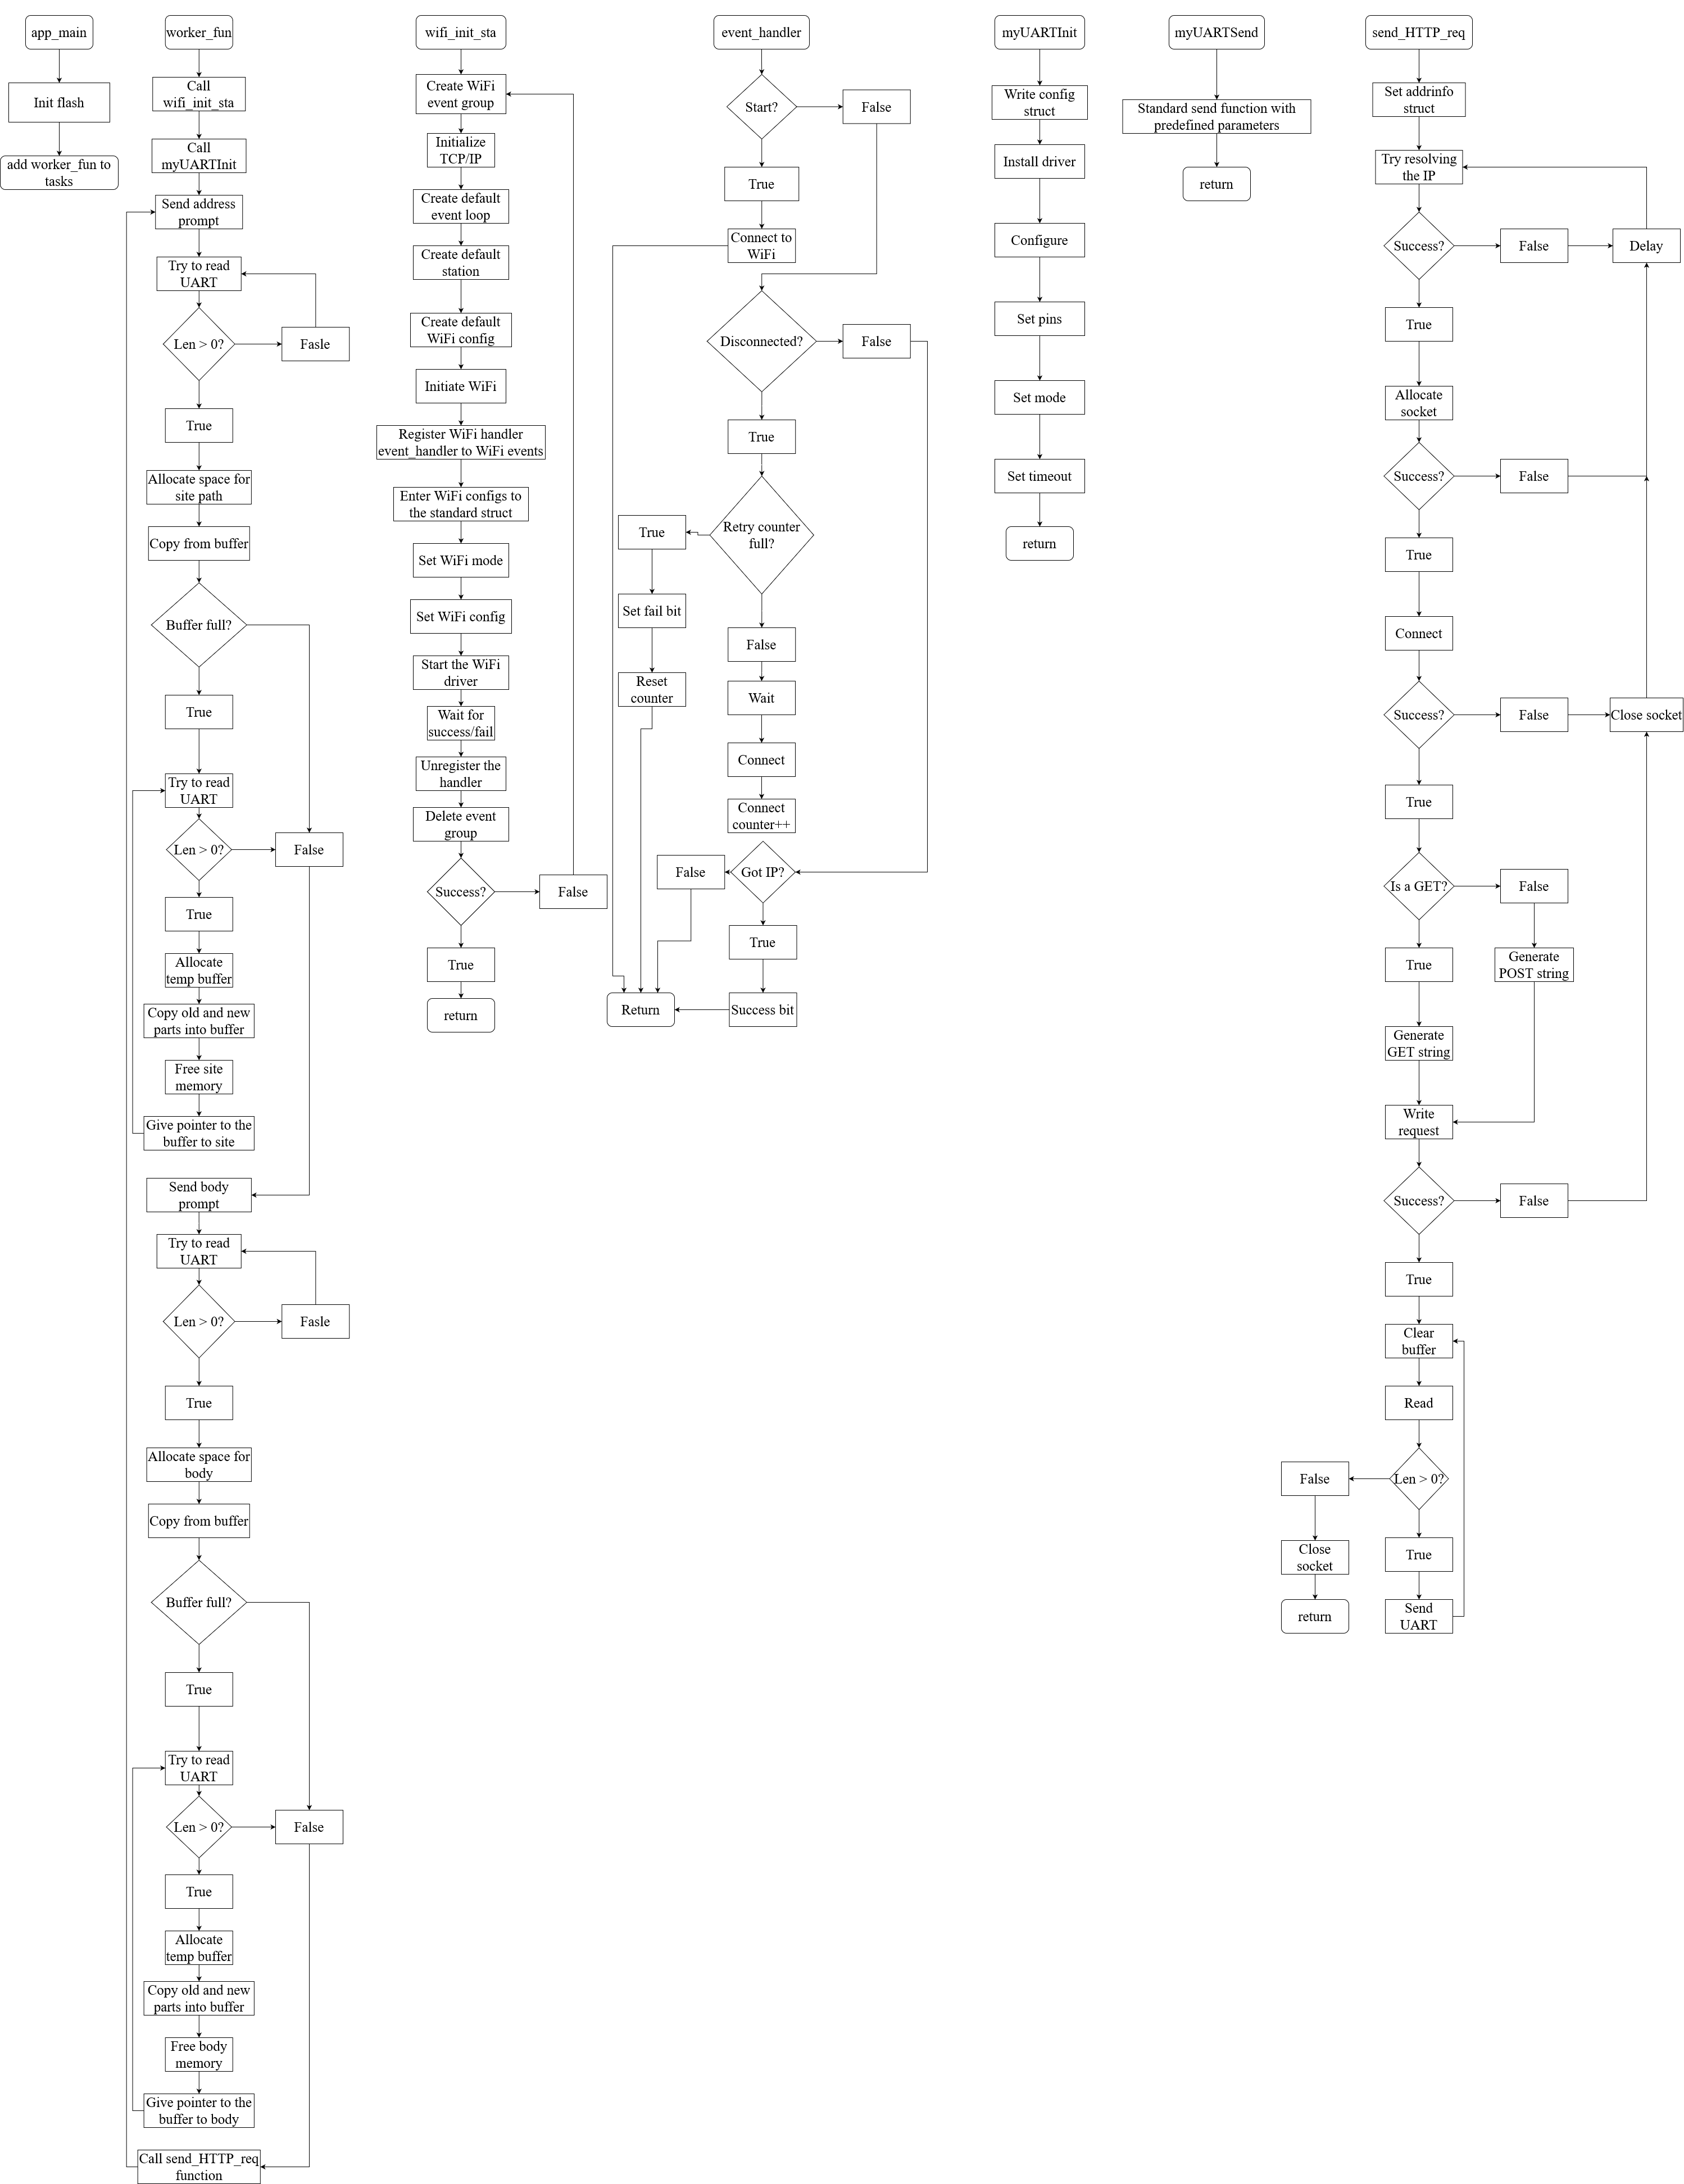 app_main
Init flash
add worker_fun to
tasks
worker_fun
Call
wifi_init_sta
Call
myUARTInit
Send address
prompt
Try to read
UART
Len > 0?
Fasle
True
Allocate space for
site path
Copy from buffer
Buffer full?
True
Try to read
UART
Len > 0?
False
True
Allocate
temp buffer
Copy old and new
parts into buffer
Free site
memory
Give pointer to the
buffer to site
Send body
prompt
Try to read
UART
Len > 0?
Fasle
True
Allocate space for
body
Copy from buffer
Buffer full?
True
Try to read
UART
Len > 0?
False
True
Allocate
temp buffer
Copy old and new
parts into buffer
Free body
memory
Give pointer to the
buffer to body
Call send_HTTP_req
function
wifi_init_sta
Create WiFi
event group
Initialize
TCP/IP
Create default
event loop
Create default
station
Create default
WiFi config
Initiate WiFi
Register WiFi handler
event_handler to WiFi events
Enter WiFi configs to
the standard struct
Set WiFi mode
Set WiFi config
Start the WiFi
driver
Wait for
success/fail
Unregister the
handler
Delete event
group
Success?
False
True
return
event_handler
Start?
False
True
Connect to
WiFi
Disconnected?
False
True
Retry counter
full?
True
Set fail bit
Reset
counter
False
Wait
Connect
Connect
counter++
Got IP?
False
True
Success bit
Return
myUARTInit
Write config
struct
Install driver
Configure
Set pins
Set mode
Set timeout
return
myUARTSend
Standard send function with
predefined parameters
return
send_HTTP_req
Set addrinfo
struct
Try resolving
the IP
Success?
False
Delay
True
Allocate
socket
Success?
False
True
Connect
Success?
False
Close socket
True
Is a GET?
False
True
Generate
POST string
Generate
GET string
Write
request
Success?
False
True
Clear
buffer
Read
Len > 0?
False
Close
socket
return
True
Send
UART